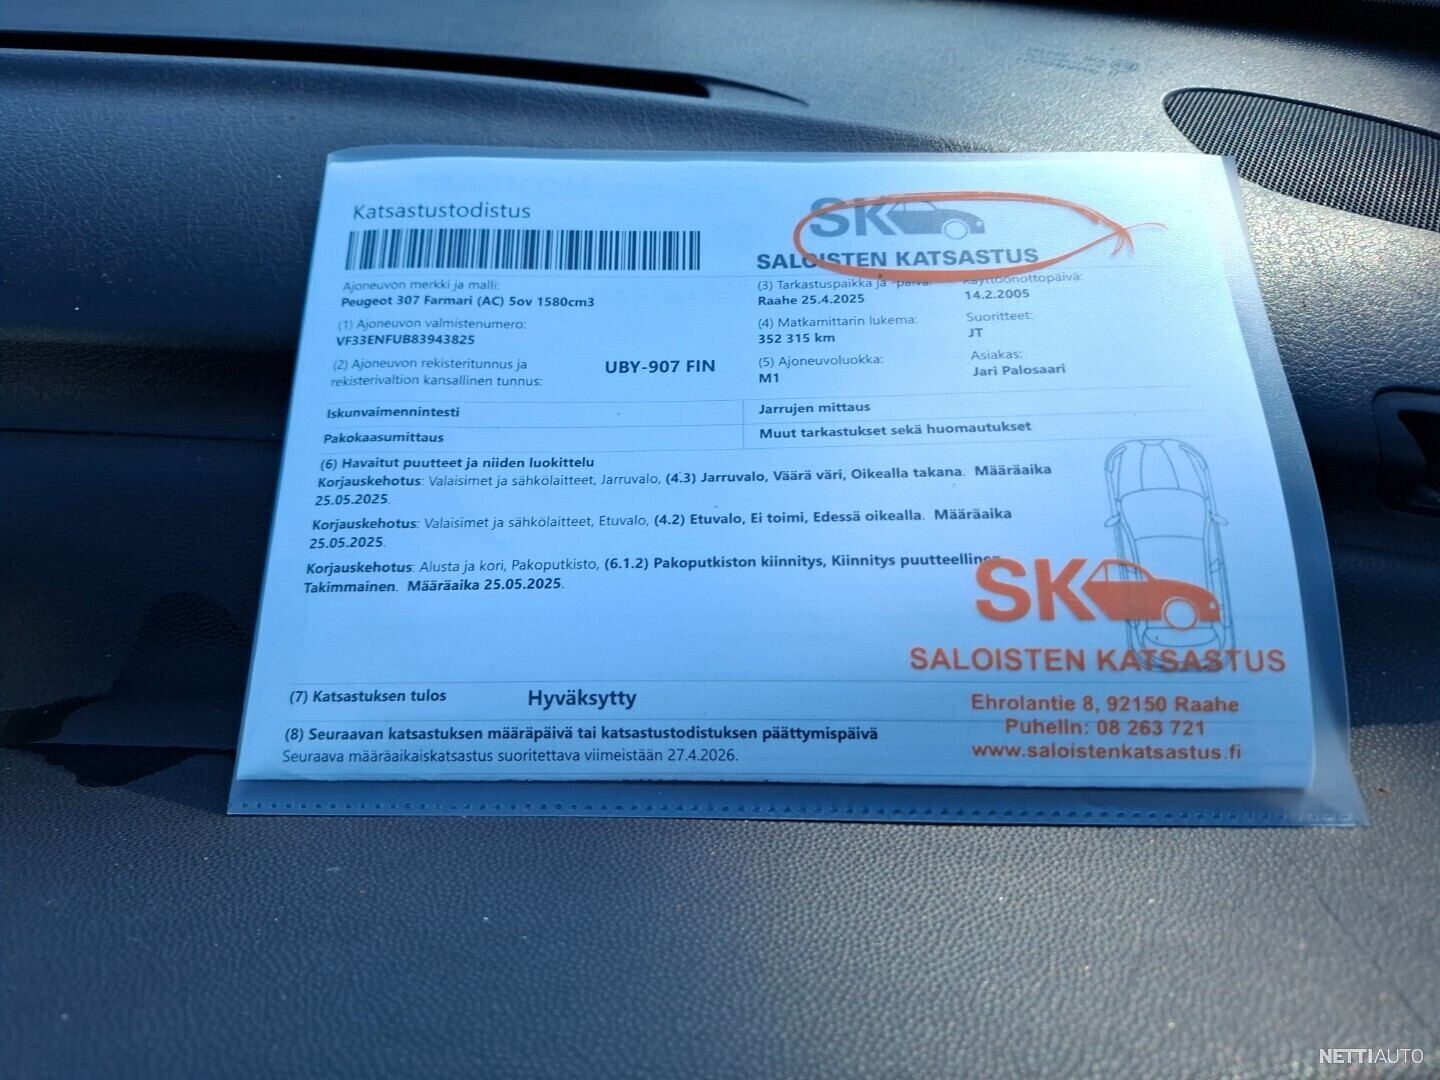 Katsastustodistus
SK
SALOISTEN KATSASTUS
Ajoneuvon merkki ja malli:
Peugeot 307 Farmari (AC) 5ov 1580cm3
(1) Ajoneuvon valmistenumero:
VF33ENFUB83943825
(2) Ajoneuvon rekisteritunnus ja
rekisterivaltion kansallinen tunnus:
UBY-907 FIN
(3) Tarkastuspaikka ja -päivä:
Raahe 25.4.2025
Käyttöönottopäivä:
14.2.2005
(4) Matkamittarin lukema:
352 315 km
Suoritteet:
JT
(5) Ajoneuvoluokka:
M1
Asiakas:
Jari Palosaari
Iskunvaimennintesti
Jarrujen mittaus
Pakokaasumittaus
Muut tarkastukset sekä huomautukset
(6) Havaitut puutteet ja niiden luokittelu
Korjauskehotus: Valaisimet ja sähkölaitteet, Jarruvalo, (4.3) Jarruvalo, Väärä väri, Oikealla takana. Määräaika
25.05.2025.
Korjauskehotus: Valaisimet ja sähkölaitteet, Etuvalo, (4.2) Etuvalo, Ei toimi, Edessä oikealla. Määräaika
25.05.2025.
Korjauskehotus: Alusta ja kori, Pakoputkisto, (6.1.2) Pakoputkiston kiinnitys, Kiinnitys puutteellinen
Takimmainen. Määräaika 25.05.2025.
SK
SALOISTEN KATSASTUS
Ehrolantie 8, 92150 Raahe
Puhelin: 08 263 721
www.saloistenkatsastus.fi
(7) Katsastuksen tulos
Hyväksytty
(8) Seuraavan katsastuksen määräpäivä tai katsastustodistuksen päättymispäivä
Seuraava määräaikaiskatsastus suoritettava viimeistään 27.4.2026.
NETTIAUTO